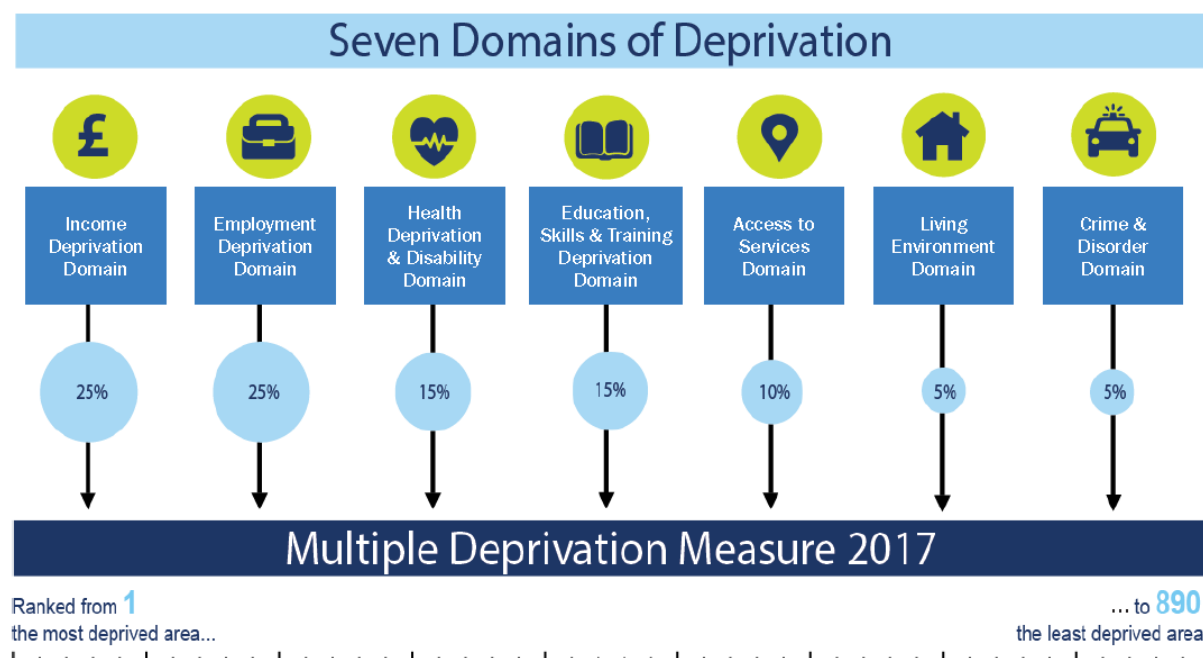 Seven Domains of Deprivation
£
Income
Deprivation
Domain
Employment
Deprivation
Domain
Health
Deprivation
& Disability
Domain
Education,
Skills & Training
Deprivation
Domain
Access to
Services
Domain
Living
Environment
Domain
Crime &
Disorder
Domain
25%
25%
15%
15%
10%
5%
5%
Multiple Deprivation Measure 2017
Ranked from 1
the most deprived area...
... to 890
the least deprived area